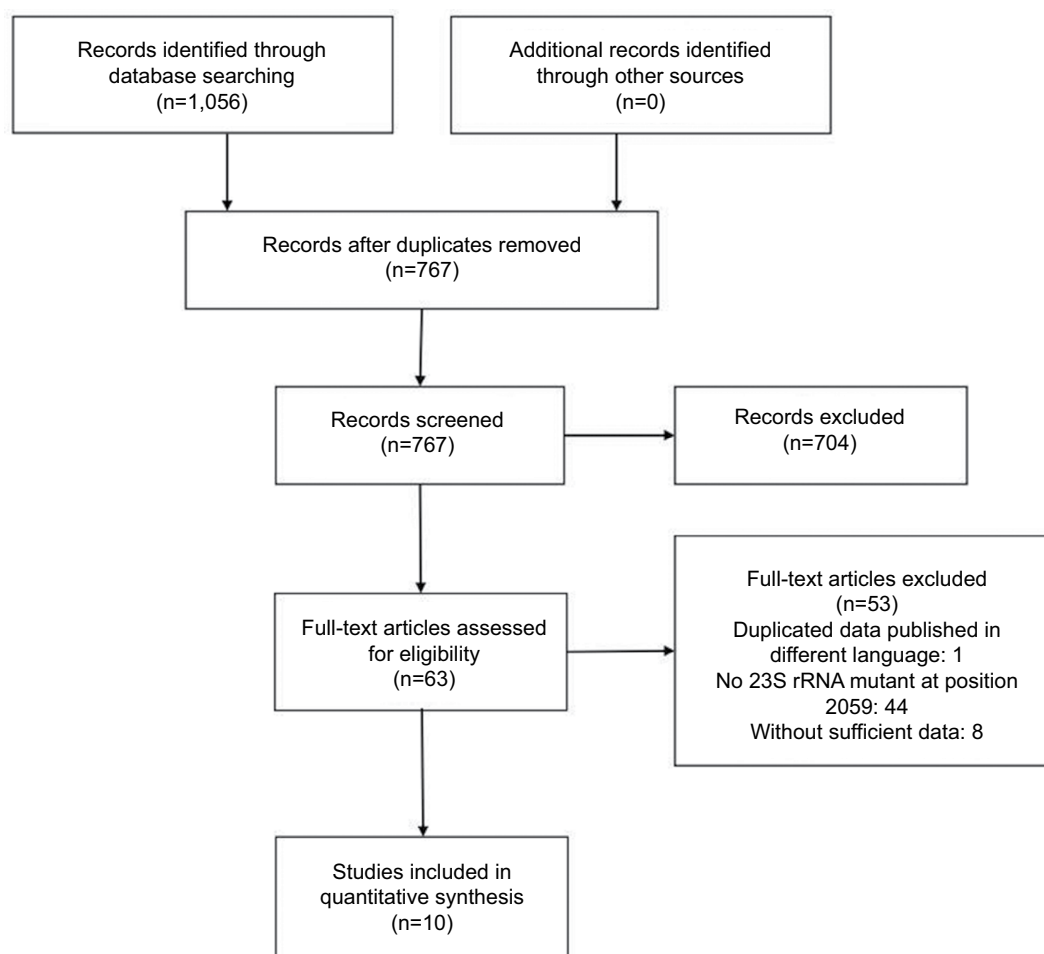 Records identified through
database searching
(n=1,056)
Additional records identified
through other sources
(n=0)
Records after duplicates removed
(n=767)
Records screened
(n=767)
Records excluded
(n=704)
Full-text articles assessed
for eligibility
(n=63)
Full-text articles excluded
(n=53)
Duplicated data published in
different language: 1
No 23S rRNA mutant at position
2059: 44
Without sufficient data: 8
Studies included in
quantitative synthesis
(n=10)